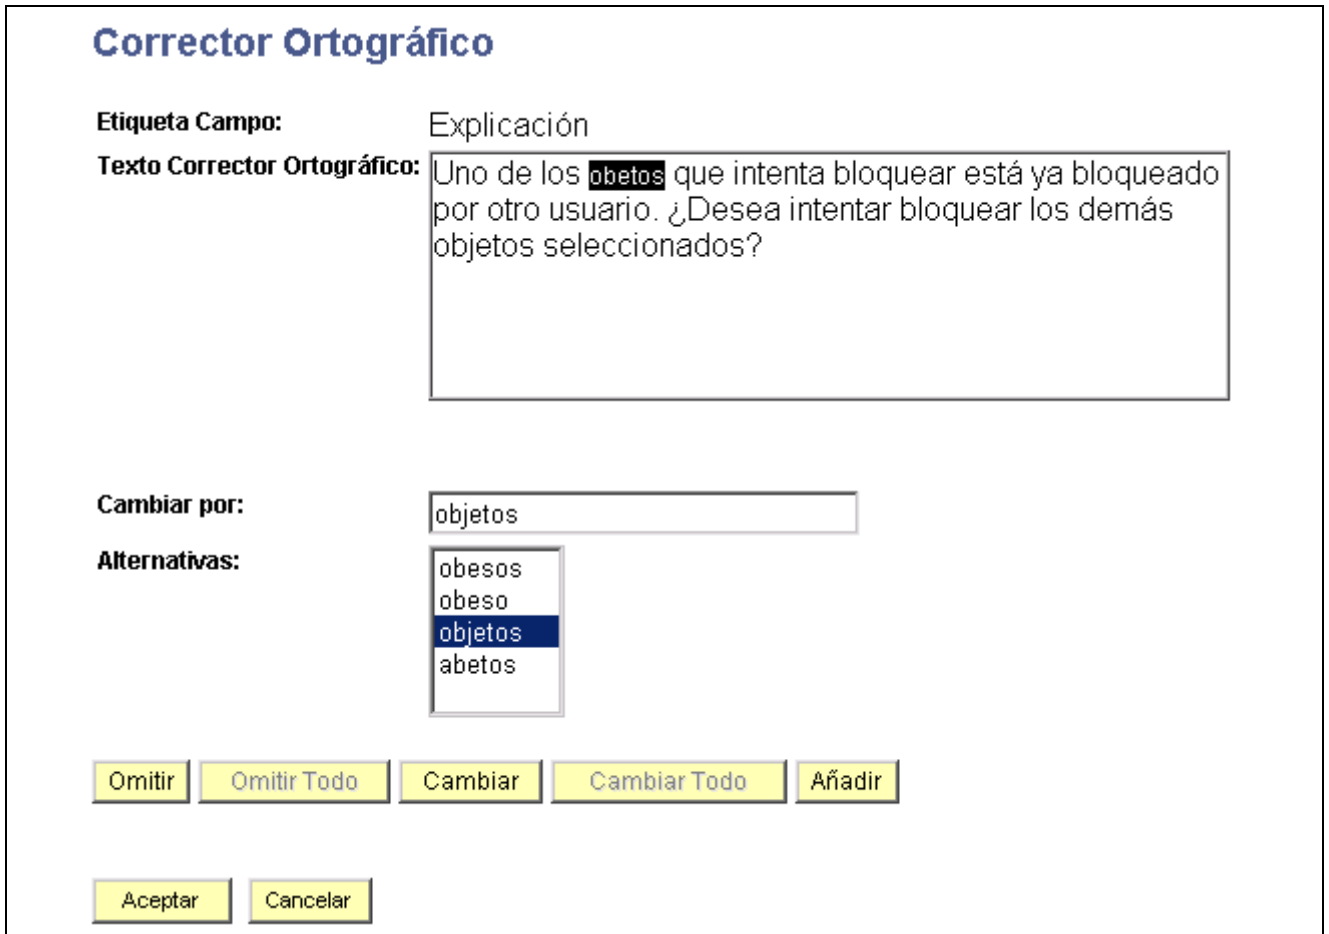 Corrector Ortográfico
Etiqueta Campo: Explicación
Texto Corrector Ortográfico: Uno de los obetos que intenta bloquear está ya bloqueado
por otro usuario. ¿Desea intentar bloquear los demás
objetos seleccionados?
Cambiar por: objetos
Alternativas: obesos
obeso
objetos
abetos
Omitir Omitir Todo Cambiar Cambiar Todo Añadir
Aceptar Cancelar